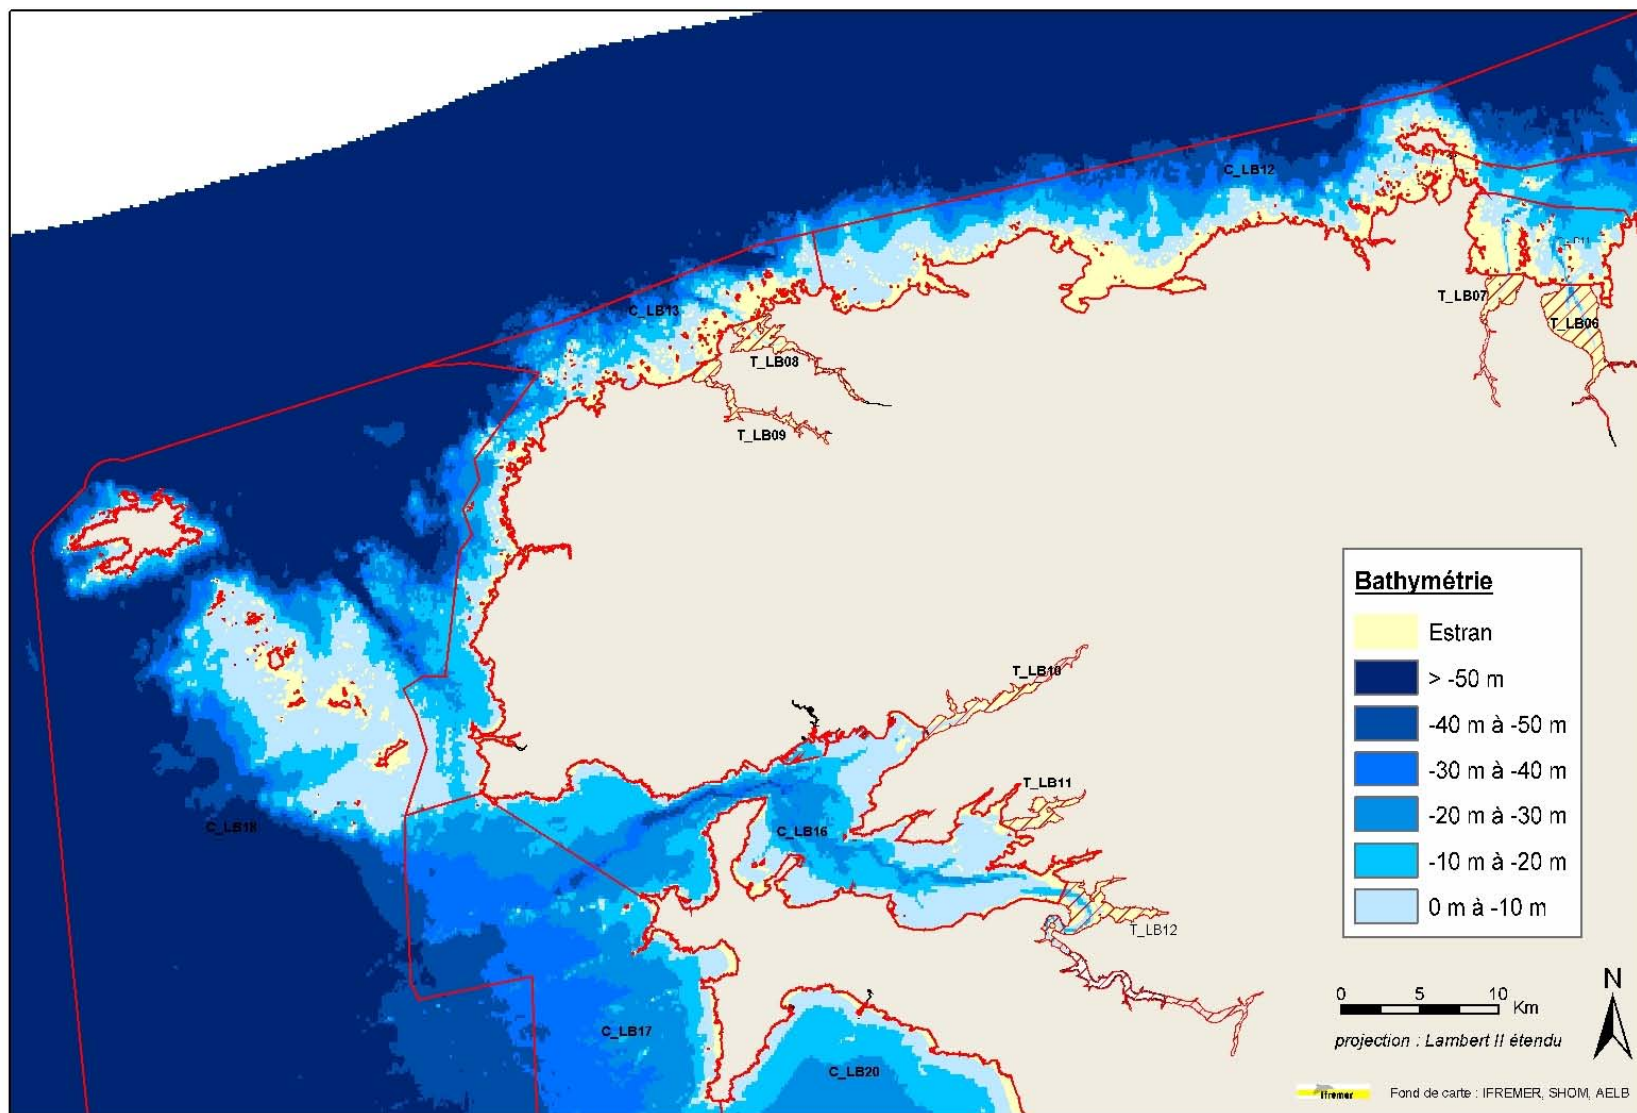 C_LB12
T_LB07
T_LB06
C_LB13
T_LB08
T_LB09
Bathymétrie
Estran
> -50 m
-40 m à -50 m
-30 m à -40 m
-20 m à -30 m
-10 m à -20 m
0 m à -10 m
T_LB10
T_LB11
C_LB18
C_LB16
T_LB12
C_LB17
C_LB20
N
0 5 10
Km
projection : Lambert II étendu
Ifremer
Fond de carte : IFREMER, SHOM, AELB